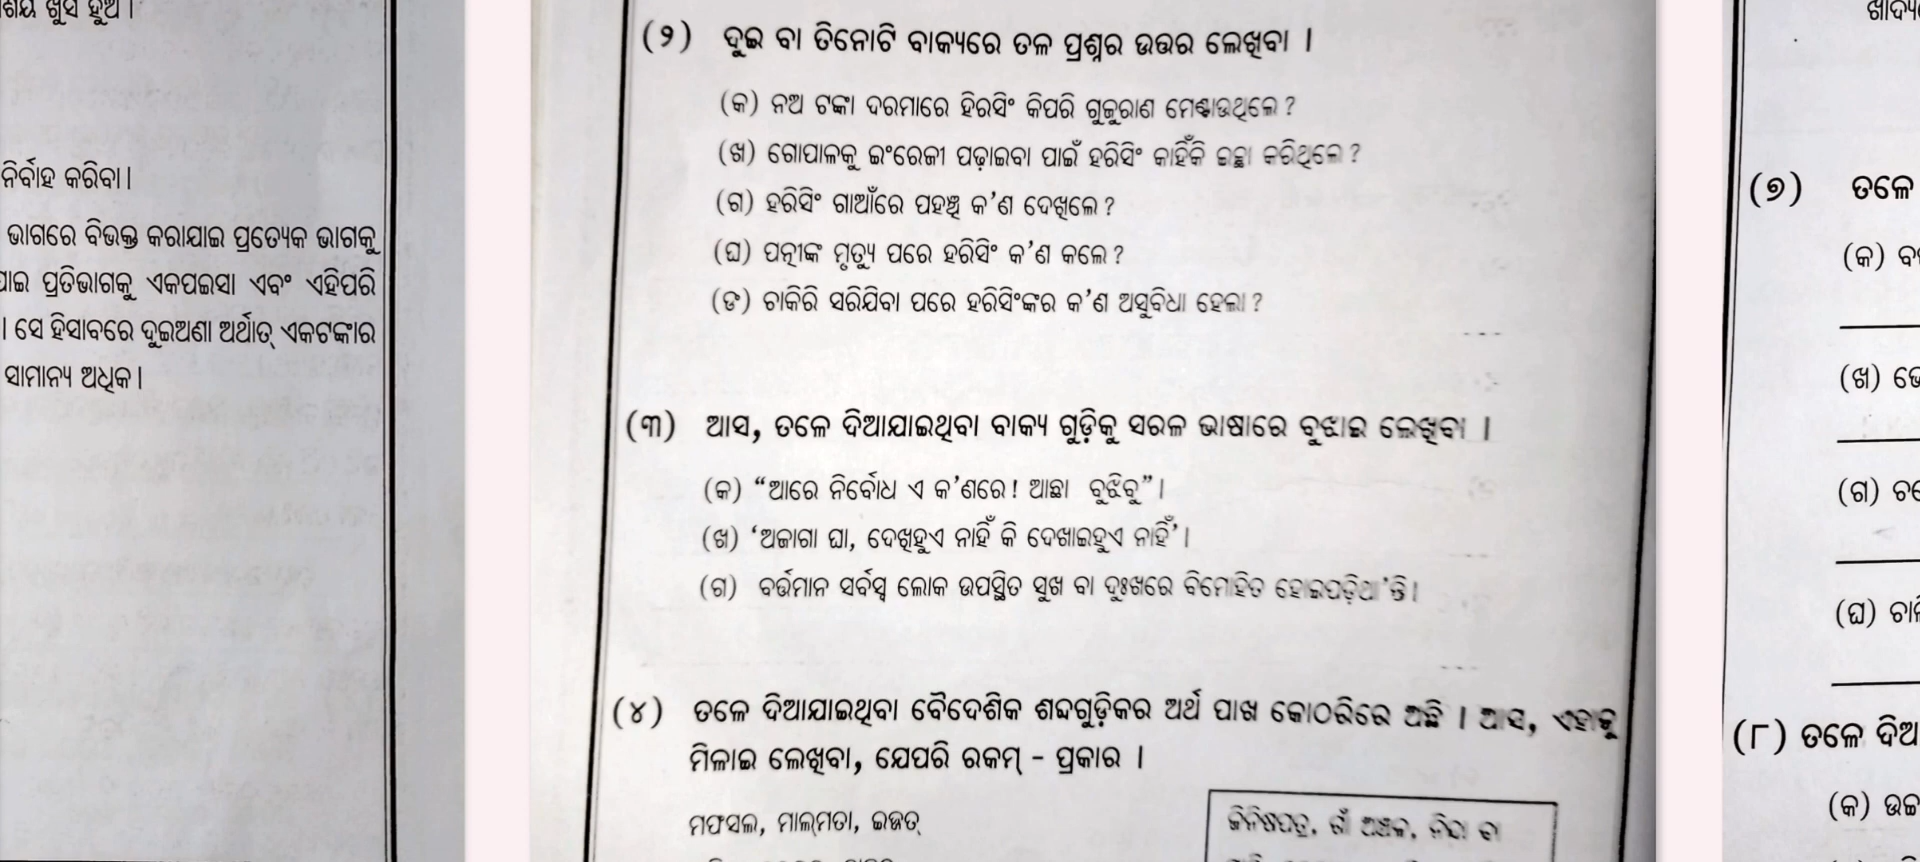 ଖୁସି ହୁଅ ।
ନିର୍ବାହ କରିବା ।
ଭାଗରେ ବିଭକ୍ତ କରାଯାଇ ପ୍ରତ୍ୟେକ ଭାଗକୁ
ପ୍ରତିଭାଗକୁ ଏକପଇସା ଏବଂ ଏହିପରି
। ସେ ହିସାବରେ ଦୁଇଅଣା ଅର୍ଥାତ୍ ଏକଟଙ୍କାର
ସାମାନ୍ୟ ଅଧିକ ।
(୨) ଦୁଇ ବା ତିନୋଟି ବାକ୍ୟରେ ତଳ ପ୍ରଶ୍ନର ଉତ୍ତର ଲେଖିବା ।
(କ) ନଅ ଟଙ୍କା ଦରମାରେ ହିରସିଂ କିପରି ଗୁଜୁରାଣ ମେଣ୍ଟାଉଥିଲେ ?
(ଖ) ଗୋପାଳକୁ ଇଂରେଜୀ ପଢ଼ାଇବା ପାଇଁ ହରିସିଂ କାହିଁକି ଇଚ୍ଛା କରିଥିଲେ ?
(ଗ) ହରିସିଂ ଗାଆଁରେ ପହଞ୍ଚି କ'ଣ ଦେଖିଲେ ?
(ଘ) ପତ୍ନୀଙ୍କ ମୃତ୍ୟୁ ପରେ ହରିସିଂ କ'ଣ କଲେ ?
(ଙ) ଚାକିରି ସରିଯିବା ପରେ ହରିସିଂଙ୍କର କ'ଣ ଅସୁବିଧା ହେଲା ?
(୩) ଆସ, ତଳେ ଦିଆଯାଇଥିବା ବାକ୍ୟ ଗୁଡ଼ିକୁ ସରଳ ଭାଷାରେ ବୁଝାଇ ଲେଖିବା ।
(କ) “ଆରେ ନିର୍ବୋଧ ଏ କ'ଣରେ ! ଆଛା ବୁଝିବୁ” ।
(ଖ) ‘ଅଜାଗା ଘା, ଦେଖିହୁଏ ନାହିଁ କି ଦେଖାଇହୁଏ ନାହିଁ’ ।
(ଗ) ବର୍ତ୍ତମାନ ସର୍ବସ୍ୱ ଲୋକ ଉପସ୍ଥିତ ସୁଖ ବା ଦୁଃଖରେ ବିମୋହିତ ହୋଇପଡ଼ିଥା'ନ୍ତି ।
(୪) ତଳେ ଦିଆଯାଇଥିବା ବୈଦେଶିକ ଶବ୍ଦଗୁଡ଼ିକର ଅର୍ଥ ପାଖ କୋଠରିରେ ଅଛି । ଆସ, ଏହାକୁ
ମିଳାଇ ଲେଖିବା, ଯେପରି ରକମ୍ – ପ୍ରକାର ।
ମଫସଲ, ମାଲ୍‌ମତା, ଇଜ୍ଜତ୍
ଜିନିଷପତ୍ର, ଗାଁ ଅଞ୍ଚଳ,
(୭) ତଳେ
(କ)
(ଖ)
(ଗ)
(ଘ)
(୮) ତଳେ
(କ)